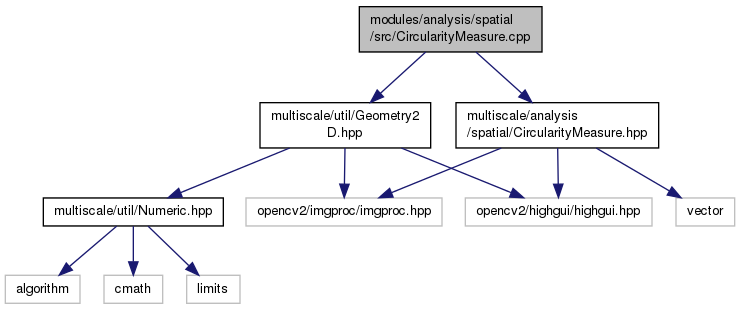 modules/analysis/spatial
/src/CircularityMeasure.cpp
multiscale/util/Geometry2
D.hpp
multiscale/analysis
/spatial/CircularityMeasure.hpp
multiscale/util/Numeric.hpp
opencv2/imgproc/imgproc.hpp
opencv2/highgui/highgui.hpp
vector
algorithm
cmath
limits